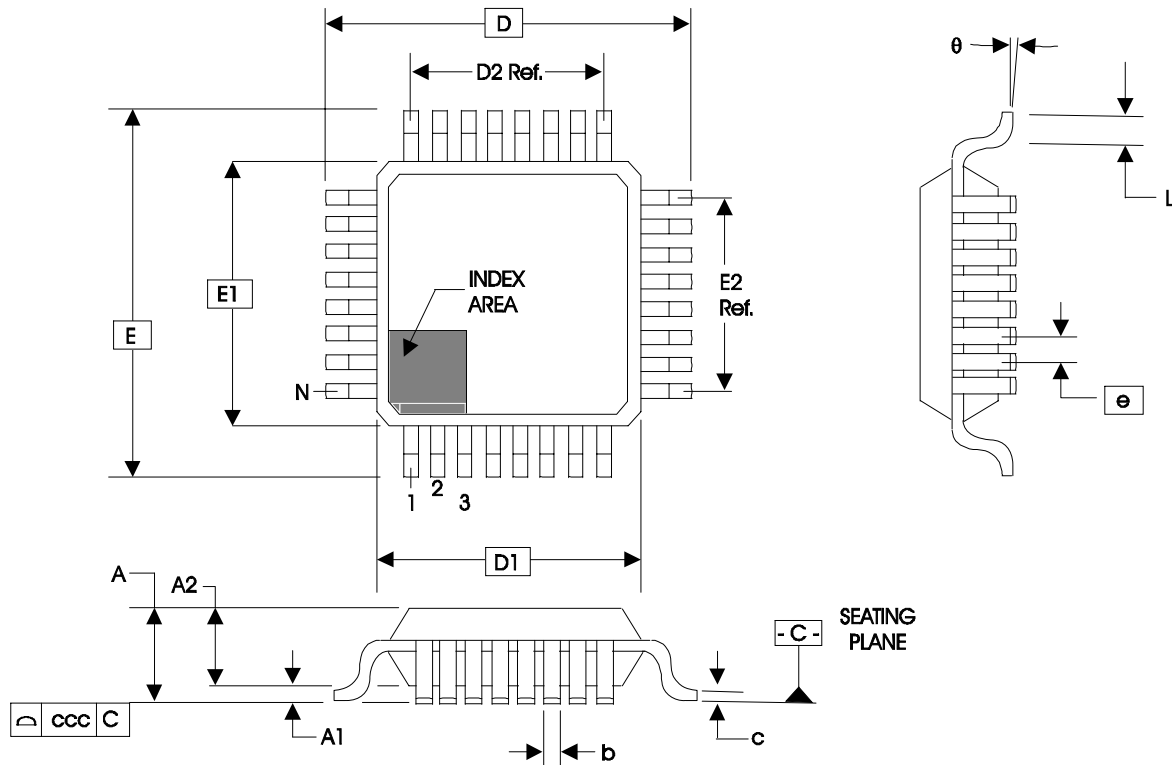 D
D2 Ref.
θ
L
E1
E
INDEX
AREA
E2
Ref.
N
e
1
2
3
D1
A
A2
- C -
SEATING
PLANE
ccc C
A1
b
c